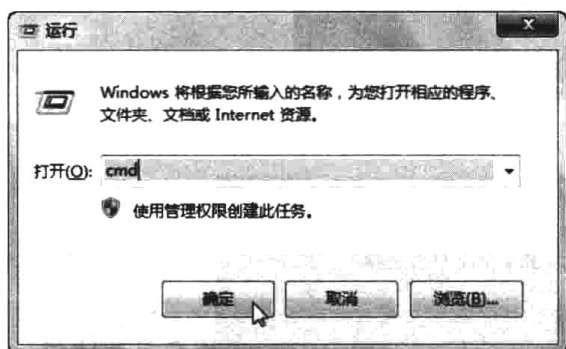 运行
Windows 将根据您所输入的名称，为您打开相应的程序、
文件夹、文档或 Internet 资源。
打开(O): cmd
使用管理权限创建此任务。
确定 取消 浏览(B)...